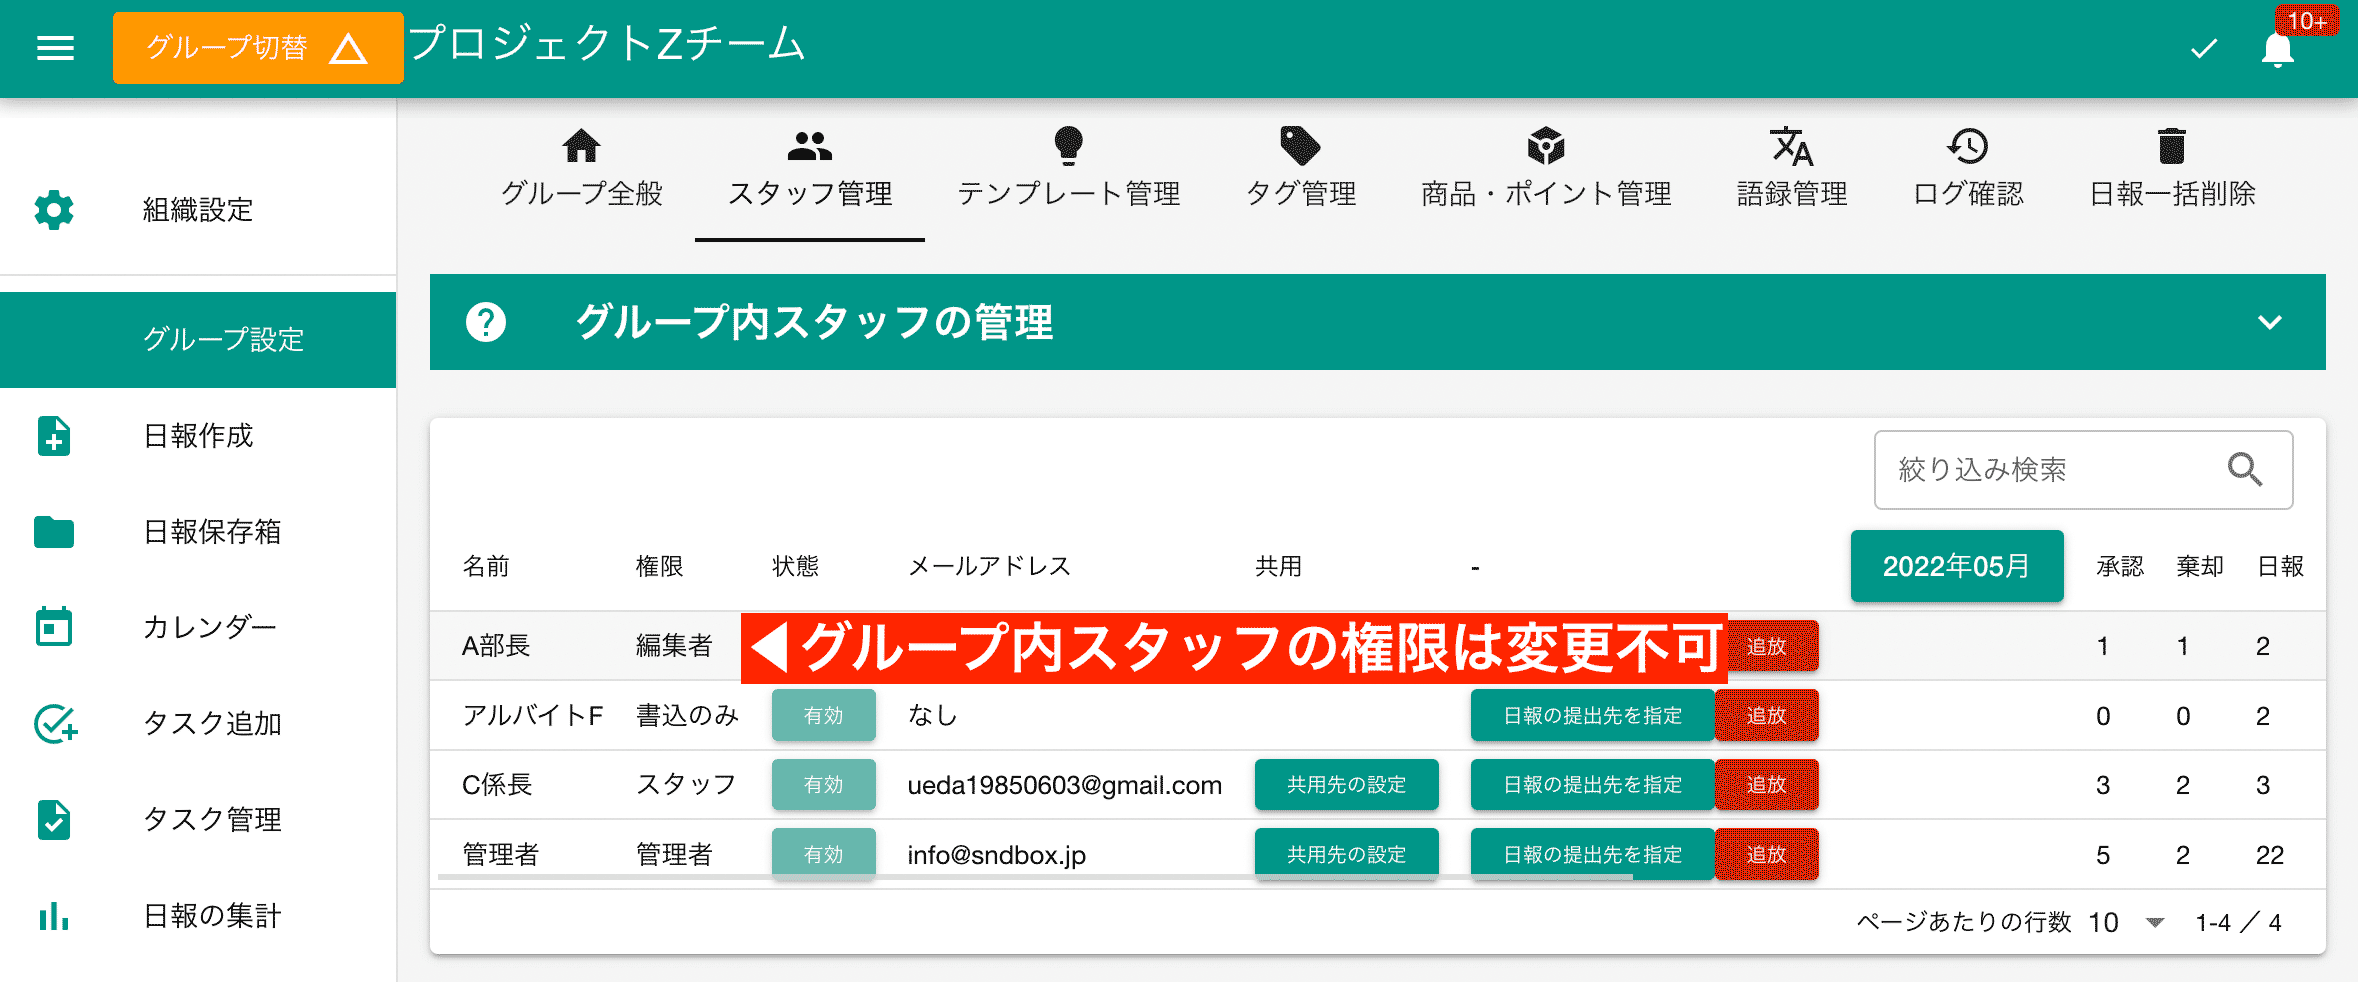 グループ切替 プロジェクトZチーム 10+
グループ全般 スタッフ管理 テンプレート管理 タグ管理 商品・ポイント管理 語録管理 ログ確認 日報一括削除
組織設定
グループ設定
日報作成
日報保存箱
カレンダー
タスク追加
タスク管理
日報の集計
グループ内スタッフの管理
絞り込み検索
名前 権限 状態 メールアドレス 共用 - 2022年05月 承認 棄却 日報
A部長 編集者 ◀グループ内スタッフの権限は変更不可 追放 1 1 2
アルバイトF 書込のみ 有効 なし 日報の提出先を指定 追放 0 0 2
C係長 スタッフ 有効 ueda19850603@gmail.com 共用先の設定 日報の提出先を指定 追放 3 2 3
管理者 管理者 有効 info@sndbox.jp 共用先の設定 日報の提出先を指定 追放 5 2 22
ページあたりの行数 10 1-4 / 4